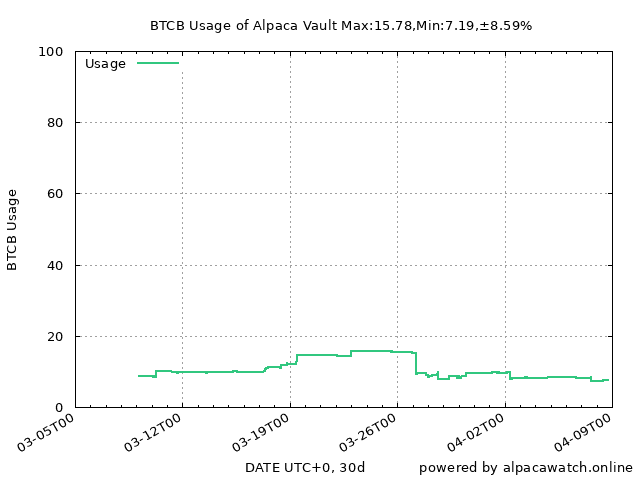 BTCB Usage of Alpaca Vault Max:15.78,Min:7.19,±8.59%
Usage
100
80
60
40
20
0
BTCB Usage
03-05T00
03-12T00
03-19T00
03-26T00
04-02T00
04-09T00
DATE UTC+0, 30d
powered by alpacawatch.online